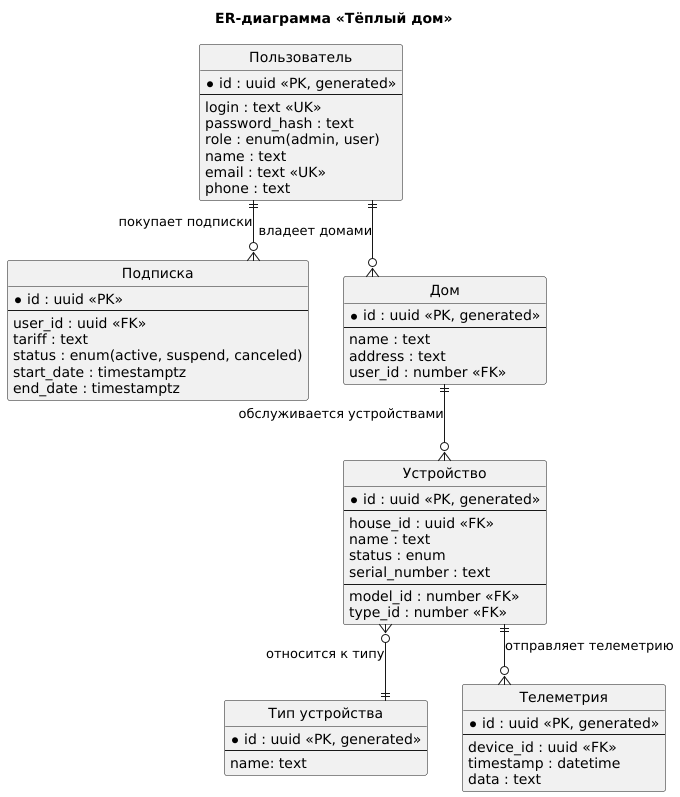 ER-диаграмма «Тёплый дом»
Пользователь
id : uuid «PK, generated»
login : text «UK»
password_hash : text
role : enum(admin, user)
name : text
email : text «UK»
phone : text
покупает подписки
владеет домами
Подписка
id : uuid «PK»
user_id : uuid «FK»
tariff : text
status : enum(active, suspend, canceled)
start_date : timestamptz
end_date : timestamptz
Дом
id : uuid «PK, generated»
name : text
address : text
user_id : number «FK»
обслуживается устройствами
Устройство
id : uuid «PK, generated»
house_id : uuid «FK»
name : text
status : enum
serial_number : text
model_id : number «FK»
type_id : number «FK»
относится к типу
отправляет телеметрию
Тип устройства
id : uuid «PK, generated»
name: text
Телеметрия
id : uuid «PK, generated»
device_id : uuid «FK»
timestamp : datetime
data : text